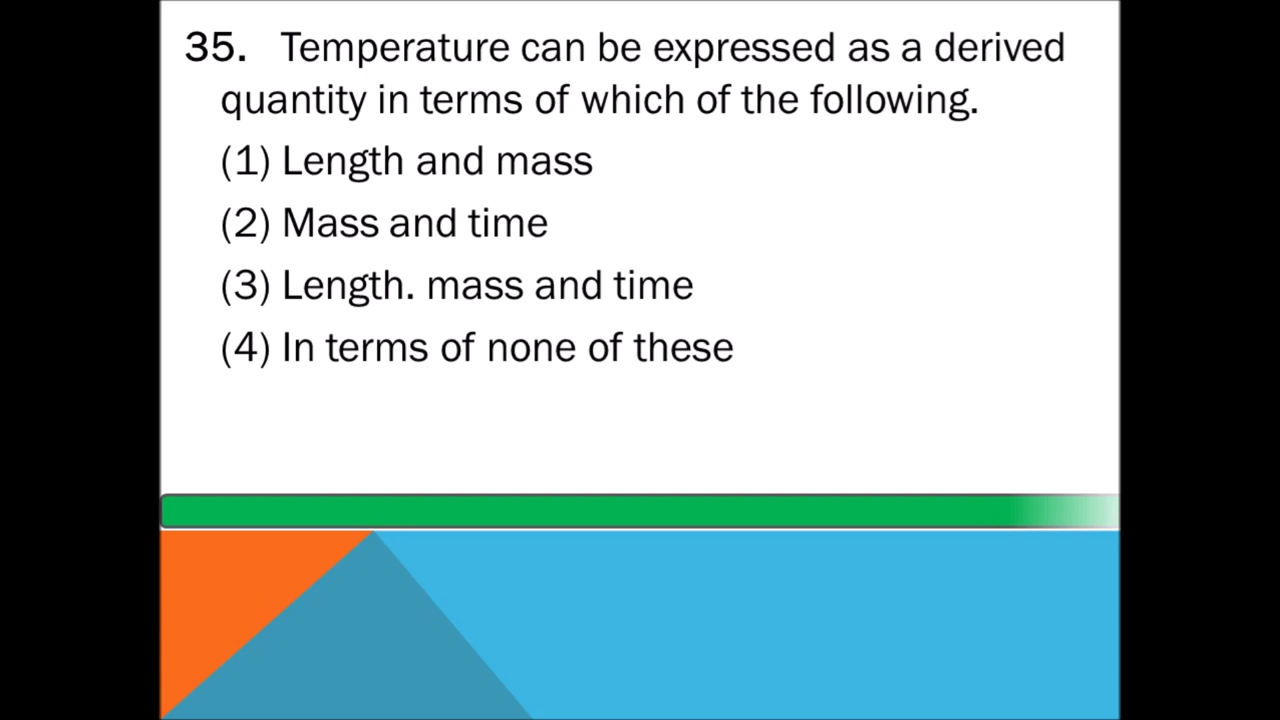 35. Temperature can be expressed as a derived
quantity in terms of which of the following.
(1) Length and mass
(2) Mass and time
(3) Length. mass and time
(4) In terms of none of these